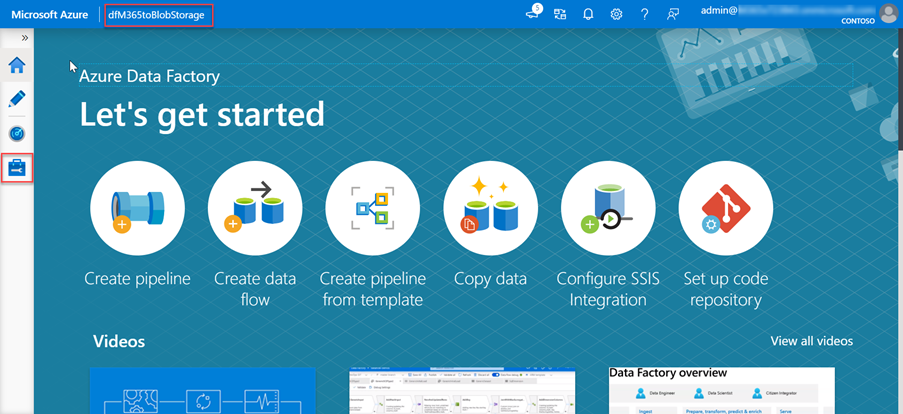 Microsoft Azure
dfM365toBlobStorage
5
admin@
CONTOSO
»
Azure Data Factory
Let's get started
Create pipeline
Create data
flow
Create pipeline
from template
Copy data
Configure SSIS
Integration
Set up code
repository
Videos
View all videos
Data Factory overview
Data Engineer
Data Scientist
Citizen Integrator
Ingest
Prepare, transform, predict & enrich
Serve